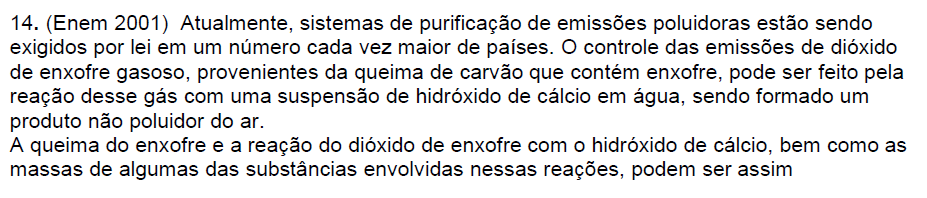 14. (Enem 2001)  Atualmente, sistemas de purificação de emissões poluidoras estão sendo
exigidos por lei em um número cada vez maior de países. O controle das emissões de dióxido
de enxofre gasoso, provenientes da queima de carvão que contém enxofre, pode ser feito pela
reação desse gás com uma suspensão de hidróxido de cálcio em água, sendo formado um
produto não poluidor do ar.
A queima do enxofre e a reação do dióxido de enxofre com o hidróxido de cálcio, bem como as
massas de algumas das substâncias envolvidas nessas reações, podem ser assim